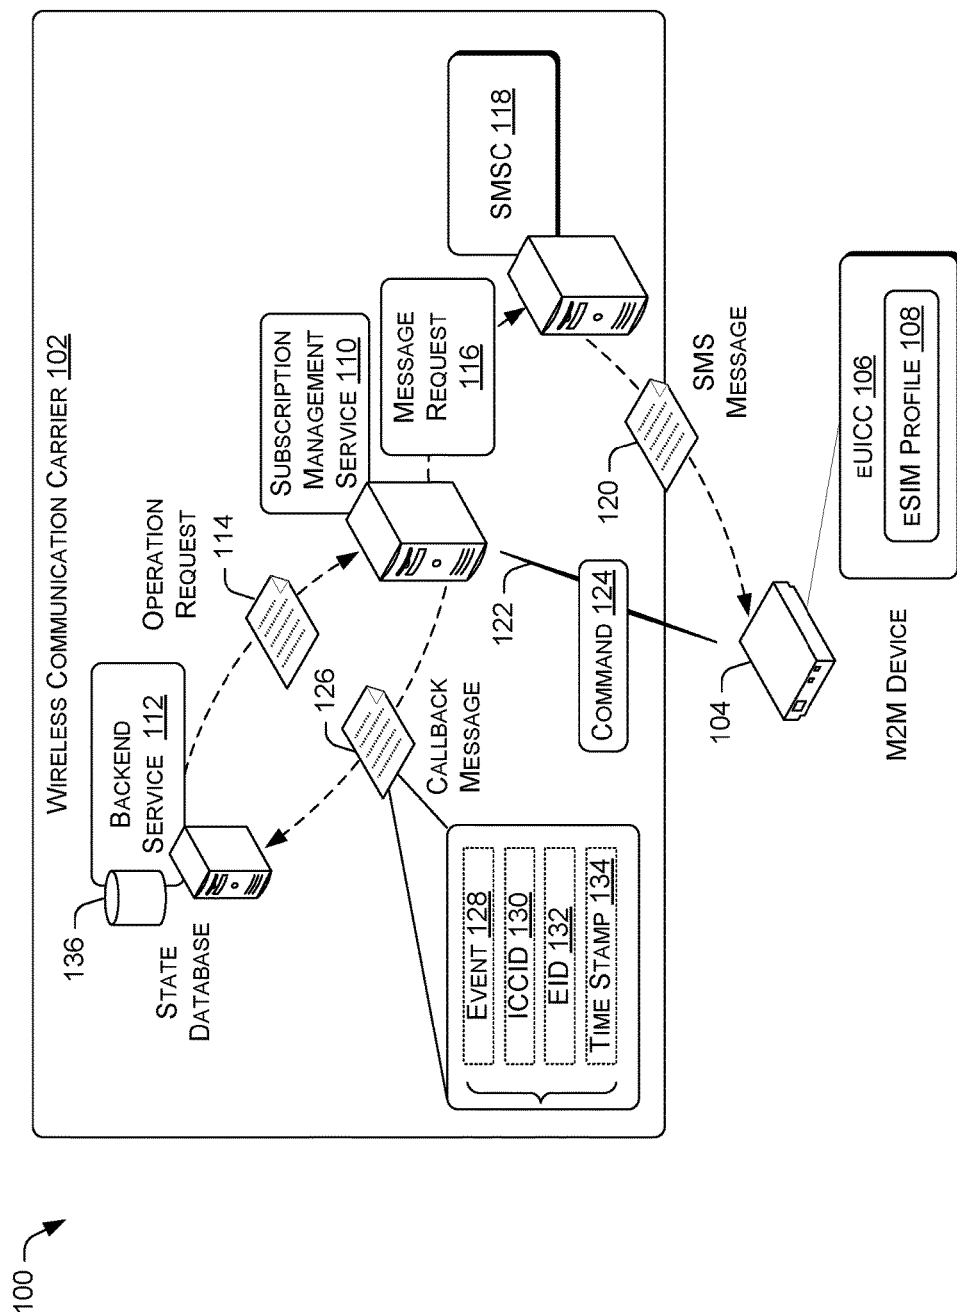 100
WIRELESS COMMUNICATION CARRIER 102
136
STATE
DATABASE
BACKEND
SERVICE 112
OPERATION
REQUEST
114
SUBSCRIPTION
MANAGEMENT
SERVICE 110
MESSAGE
REQUEST
116
SMSC 118
126
CALLBACK
MESSAGE
EVENT 128
ICCID 130
EID 132
TIME STAMP 134
122
COMMAND 124
120
SMS
MESSAGE
104
M2M DEVICE
EUICC 106
ESIM PROFILE 108